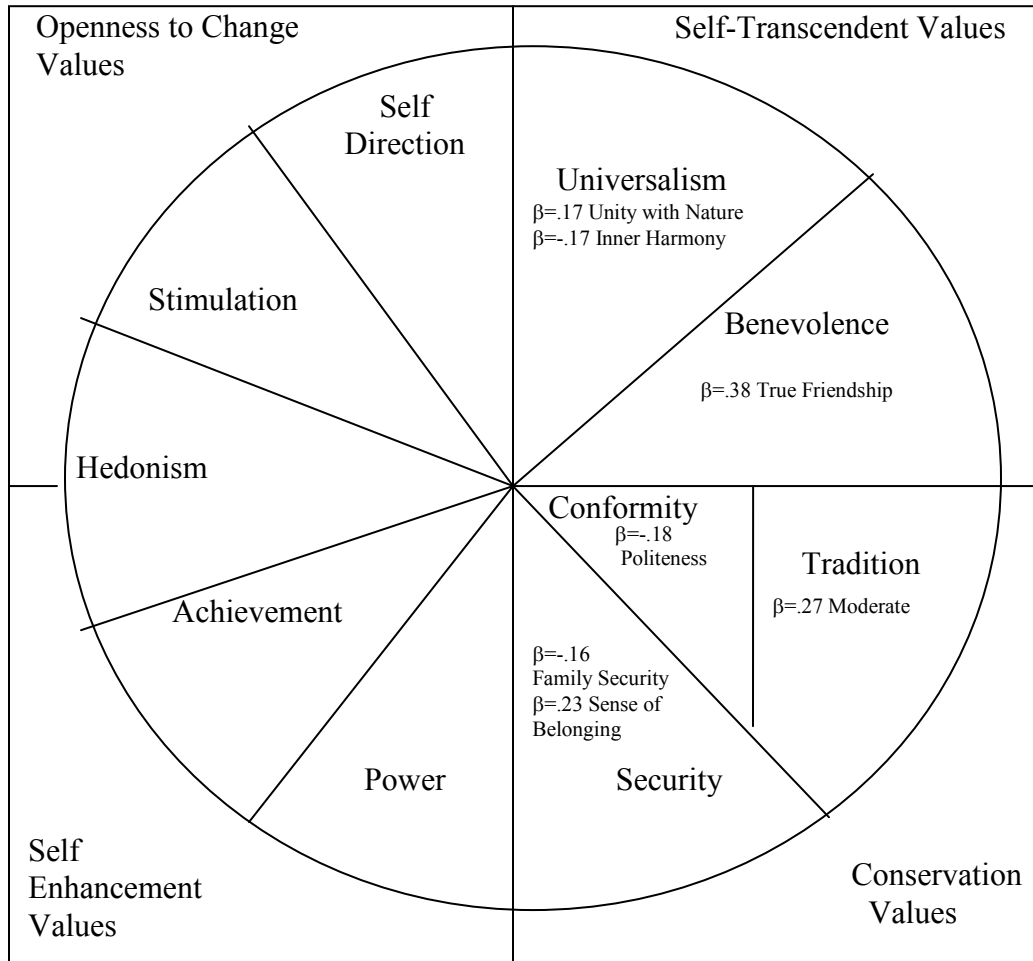 Openness to Change
Values
Self-Transcendent Values
Self
Direction
Universalism
β=.17 Unity with Nature
β=-.17 Inner Harmony
Stimulation
Benevolence
β=.38 True Friendship
Hedonism
Conformity
β=-.18
Politeness
Tradition
β=.27 Moderate
Achievement
β=-.16
Family Security
β=.23 Sense of
Belonging
Power
Security
Self
Enhancement
Values
Conservation
Values